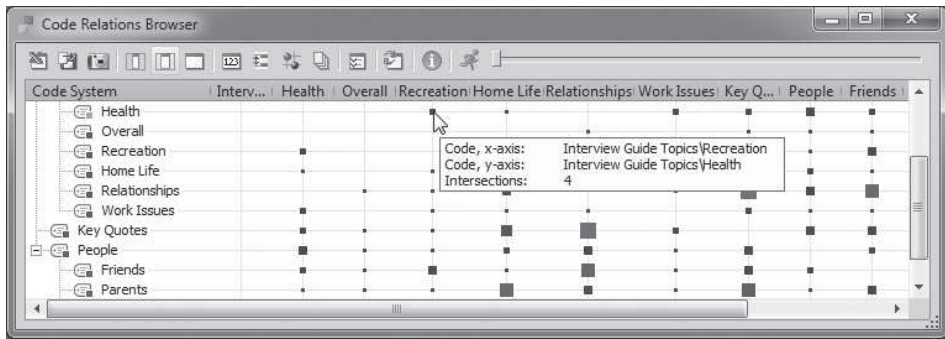 Code Relations Browser
123
Code System Interv... Health Overall Recreation Home Life Relationships Work Issues Key Q... People Friends
Health
Overall
Recreation
Home Life
Relationships
Work Issues
Key Quotes
People
Friends
Parents
Code, x-axis: Interview Guide Topics\Recreation
Code, y-axis: Interview Guide Topics\Health
Intersections: 4